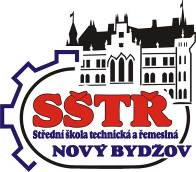 SŠTŘ
Střední škola technická a řemeslná
NOVÝ BYDŽOV